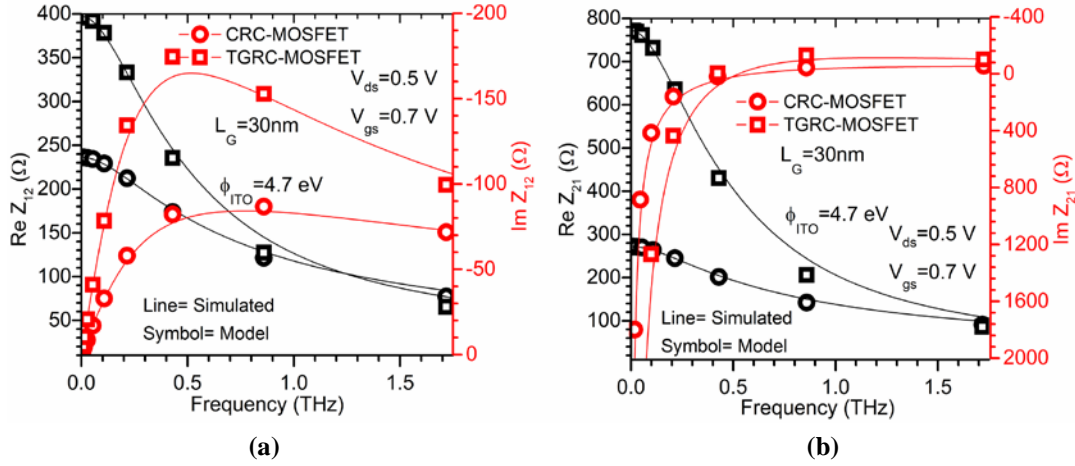 400
350
300
250
200
150
100
50
Re Z12 (Ω)
0.0 0.5 1.0 1.5
Frequency (THz)
-200
-150
-100
-50
0
Im Z12 (Ω)
CRC-MOSFET
TGRC-MOSFET
Vds=0.5 V
Vgs=0.7 V
LG=30nm
ϕITO=4.7 eV
Line= Simulated
Symbol= Model
(a)
800
700
600
500
400
300
200
100
Re Z21 (Ω)
0.0 0.5 1.0 1.5
Frequency (THz)
-400
0
400
800
1200
1600
2000
Im Z21 (Ω)
CRC-MOSFET
TGRC-MOSFET
LG=30nm
ϕITO=4.7 eV
Vds=0.5 V
Vgs=0.7 V
Line= Simulated
Symbol= Model
(b)